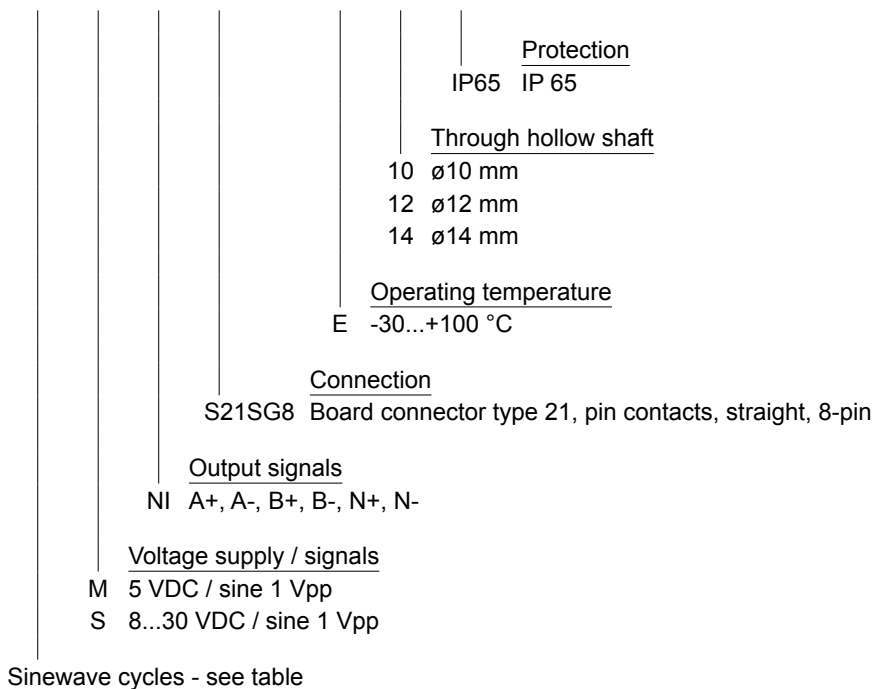 Protection
IP65 IP 65
Through hollow shaft
10 ø10 mm
12 ø12 mm
14 ø14 mm
Operating temperature
E -30...+100 °C
Connection
S21SG8 Board connector type 21, pin contacts, straight, 8-pin
Output signals
NI A+, A-, B+, B-, N+, N-
Voltage supply / signals
M 5 VDC / sine 1 Vpp
S 8...30 VDC / sine 1 Vpp
Sinewave cycles - see table